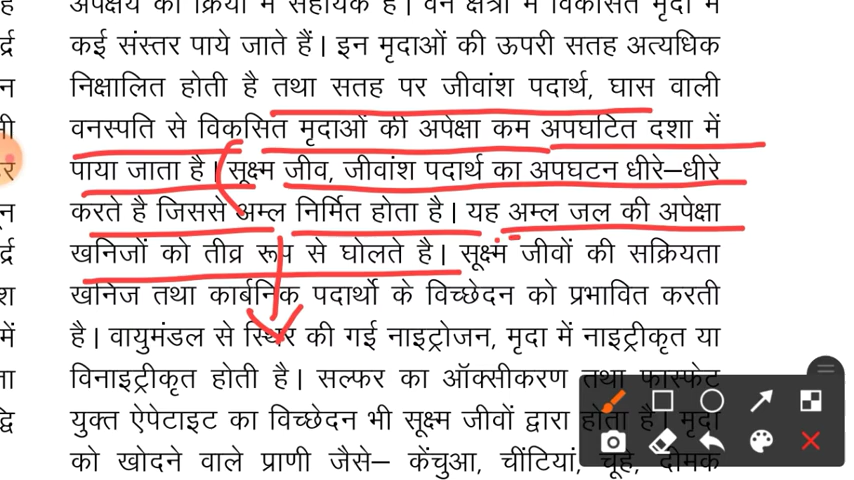 अपक्षय की क्रिया में सहायक है। वन क्षेत्रों में विकसित मृदा में
कई संस्तर पाये जाते हैं। इन मृदाओं की ऊपरी सतह अत्यधिक
निक्षालित होती है तथा सतह पर जीवांश पदार्थ, घास वाली
वनस्पति से विकसित मृदाओं की अपेक्षा कम अपघटित दशा में
पाया जाता है। सूक्ष्म जीव, जीवांश पदार्थ का अपघटन धीरे–धीरे
करते है जिससे अम्ल निर्मित होता है। यह अम्ल जल की अपेक्षा
खनिजों को तीव्र रूप से घोलते है। सूक्ष्म जीवों की सक्रियता
खनिज तथा कार्बनिक पदार्थो के विच्छेदन को प्रभावित करती
है। वायुमंडल से स्थिर की गई नाइट्रोजन, मृदा में नाइट्रीकृत या
विनाइट्रीकृत होती है। सल्फर का ऑक्सीकरण तथा फास्फेट
युक्त ऐपेटाइट का विच्छेदन भी सूक्ष्म जीवों द्वारा होता है। मृदा
को खोदने वाले प्राणी जैसे– केंचुआ, चींटियां, चूहे, दीमक